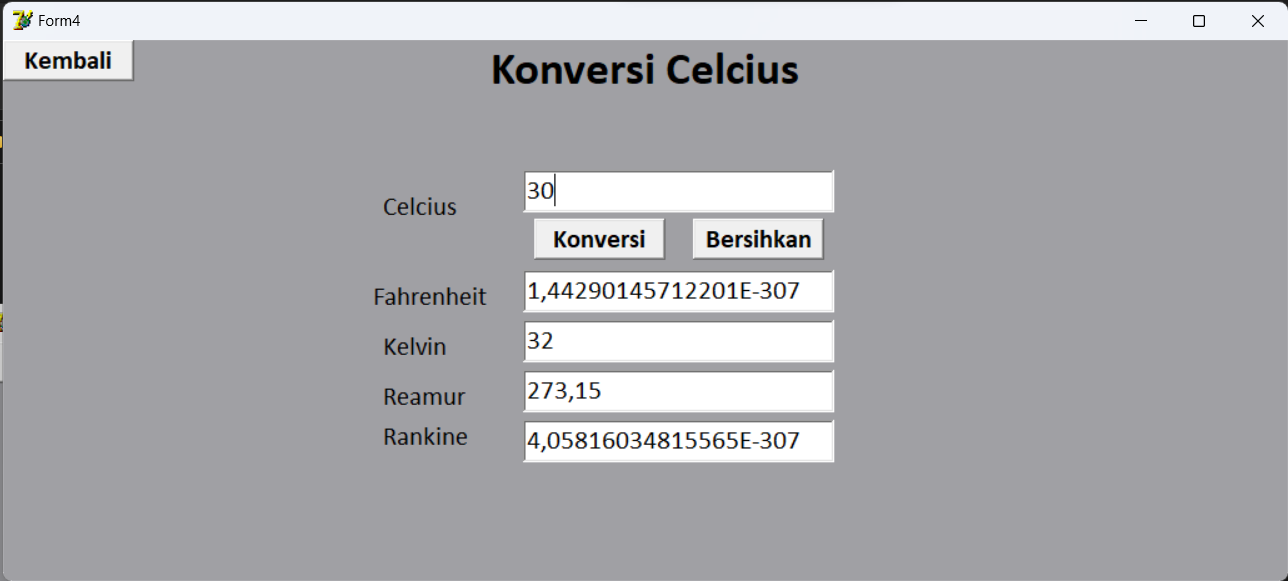 Form4
Kembali
Konversi Celcius
Celcius
30
Konversi Bersihkan
Fahrenheit 1,44290145712201E-307
Kelvin 32
Reamur 273,15
Rankine 4,05816034815565E-307